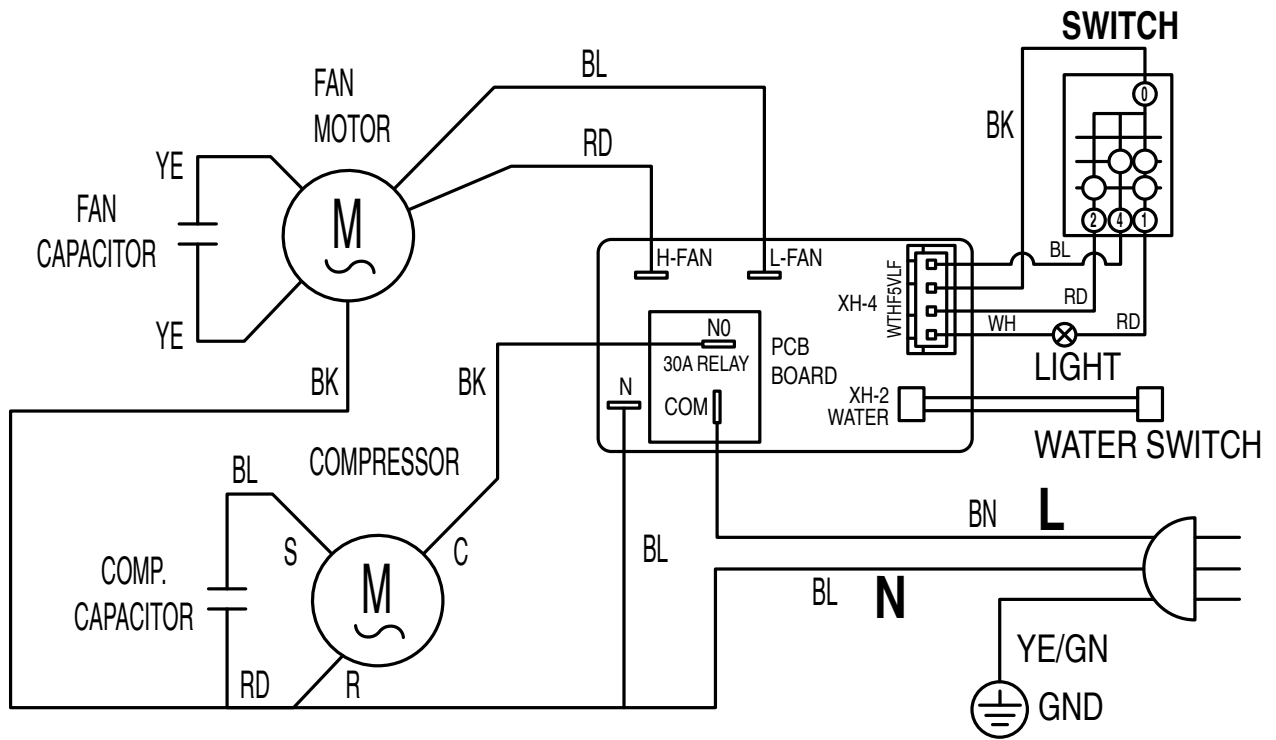 SWITCH
BL
FAN
MOTOR
BK
0
RD
YE
FAN
CAPACITOR
M
2 4 1
H-FAN
L-FAN
BL
XH-4
WTHF5VLF
RD
WH
RD
N0
30A RELAY
PCB
BOARD
LIGHT
YE
BK
BK
N
COM
XH-2
WATER
WATER SWITCH
COMPRESSOR
BL
BN
L
S
C
BL
COMP.
CAPACITOR
M
BL
N
YE/GN
RD
R
GND